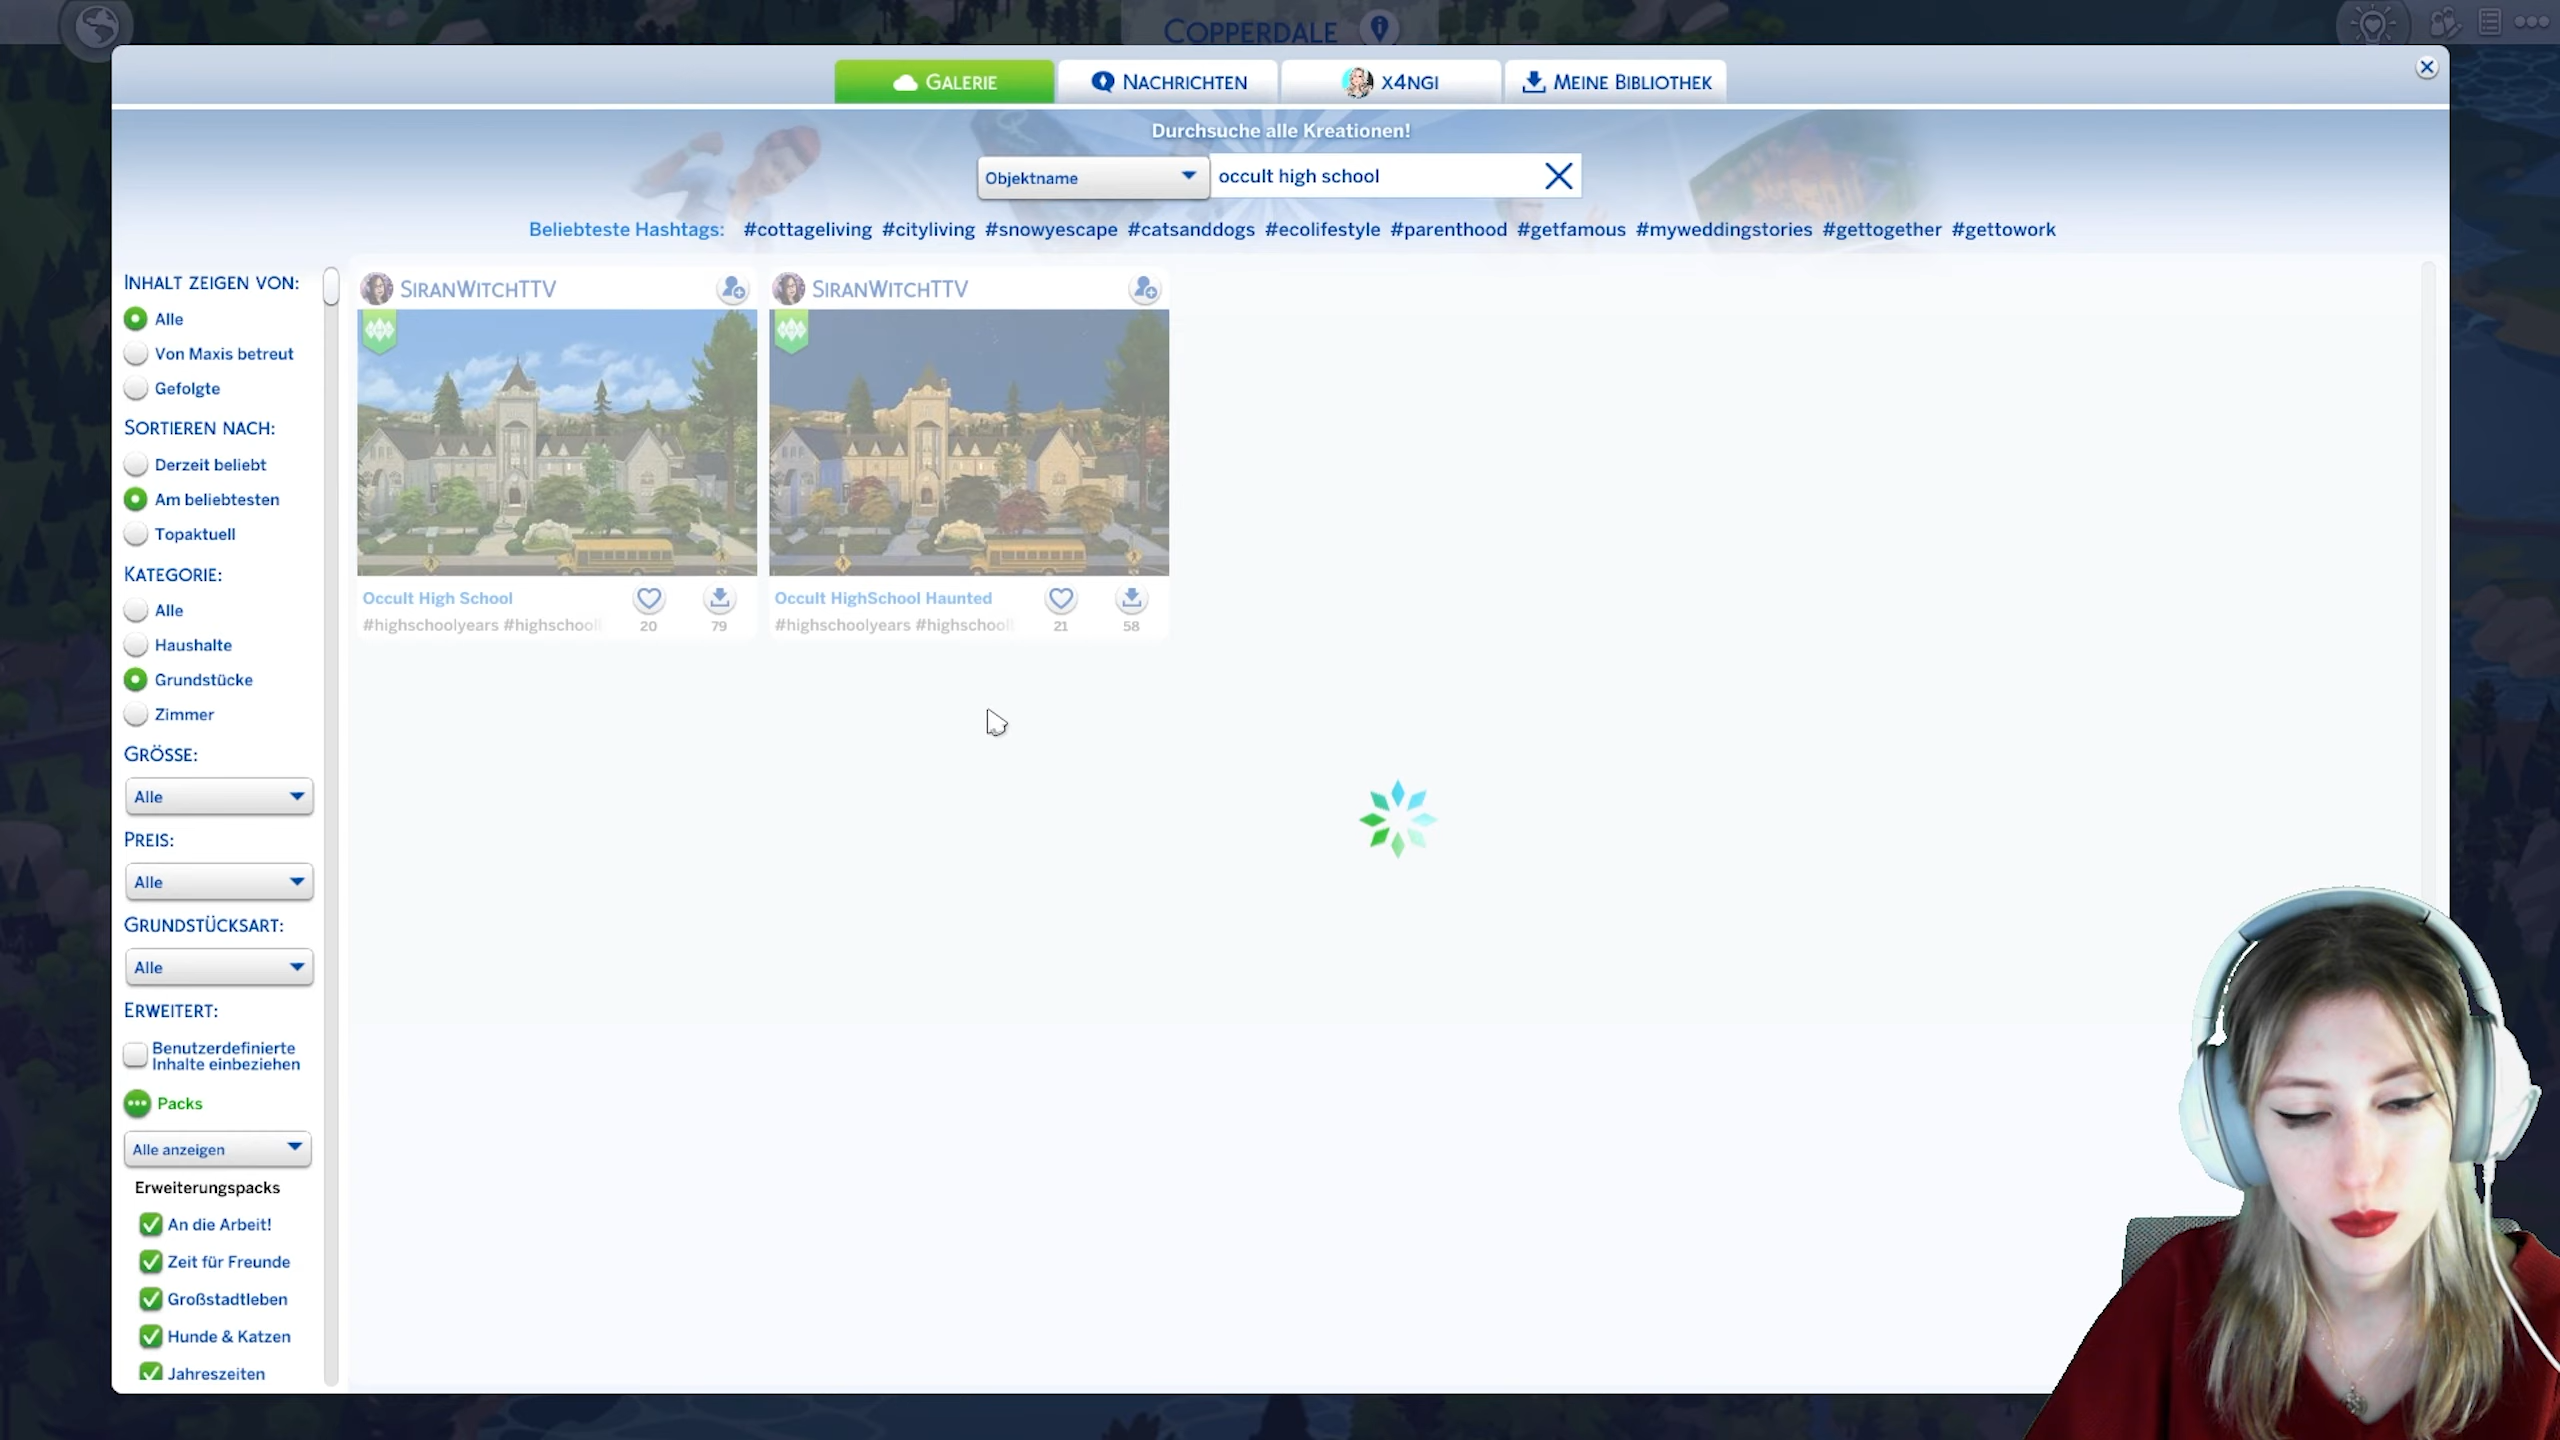 COPPERDALE
GALERIE
NACHRICHTEN
X4NGI
MEINE BIBLIOTHEK
Durchsuche alle Kreationen!
Objektname
occult high school
Beliebteste Hashtags: #cottageliving #cityliving #snowyescape #catsanddogs #ecolifestyle #parenthood #getfamous #myweddingstories #gettogether #gettowork
INHALT ZEIGEN VON:
Alle
Von Maxis betreut
Gefolgte
SORTIEREN NACH:
Derzeit beliebt
Am beliebtesten
Topaktuell
KATEGORIE:
Alle
Haushalte
Grundstücke
Zimmer
GRÖSSE:
Alle
PREIS:
Alle
GRUNDSTÜCKSART:
Alle
ERWEITERT:
Benutzerdefinierte
Inhalte einbeziehen
Packs
Alle anzeigen
Erweiterungspacks
An die Arbeit!
Zeit für Freunde
Großstadtleben
Hunde & Katzen
Jahreszeiten
SIRANWITCHTTV
Occult High School
#highschoolyears #highschool
20
79
SIRANWITCHTTV
Occult HighSchool Haunted
#highschoolyears #highschool
21
58